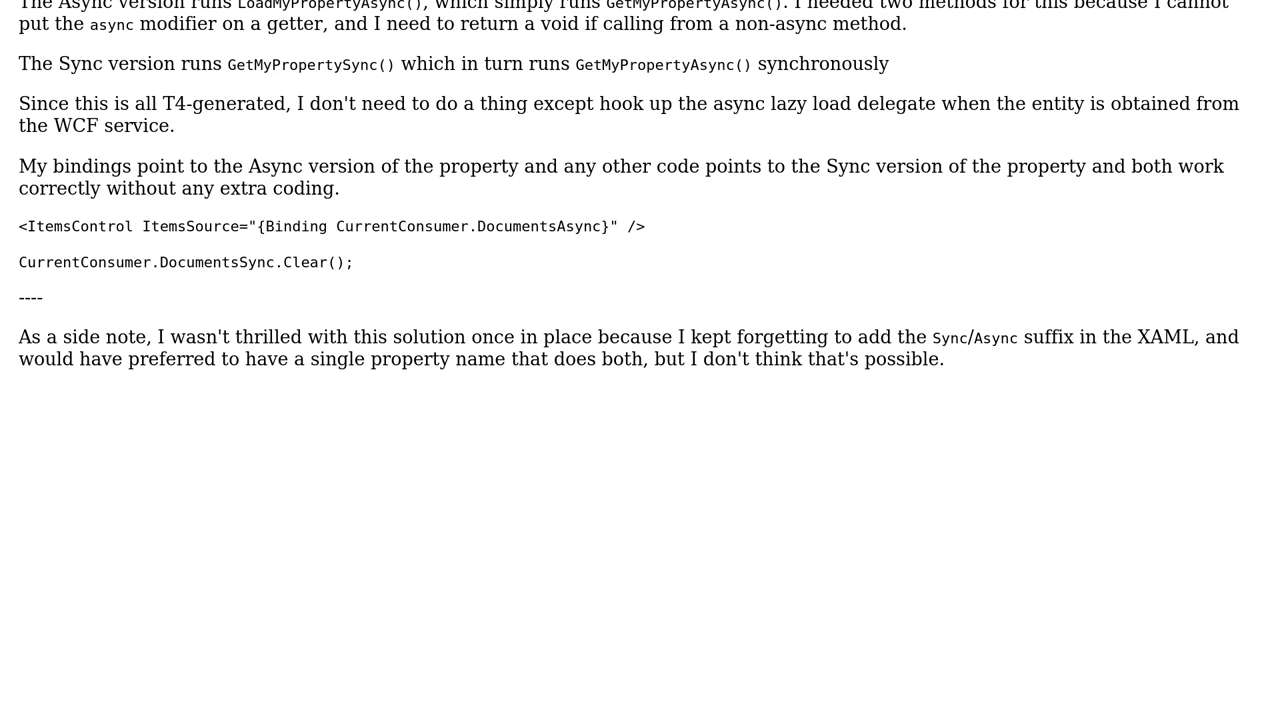 The Async version runs LoadMyPropertyAsync(), which simply runs GetMyPropertyAsync(). I needed two methods for this because I cannot
put the async modifier on a getter, and I need to return a void if calling from a non-async method.
The Sync version runs GetMyPropertySync() which in turn runs GetMyPropertyAsync() synchronously
Since this is all T4-generated, I don't need to do a thing except hook up the async lazy load delegate when the entity is obtained from
the WCF service.
My bindings point to the Async version of the property and any other code points to the Sync version of the property and both work
correctly without any extra coding.
<ItemsControl ItemsSource="{Binding CurrentConsumer.DocumentsAsync}" />
CurrentConsumer.DocumentsSync.Clear();
----
As a side note, I wasn't thrilled with this solution once in place because I kept forgetting to add the Sync/Async suffix in the XAML, and
would have preferred to have a single property name that does both, but I don't think that's possible.